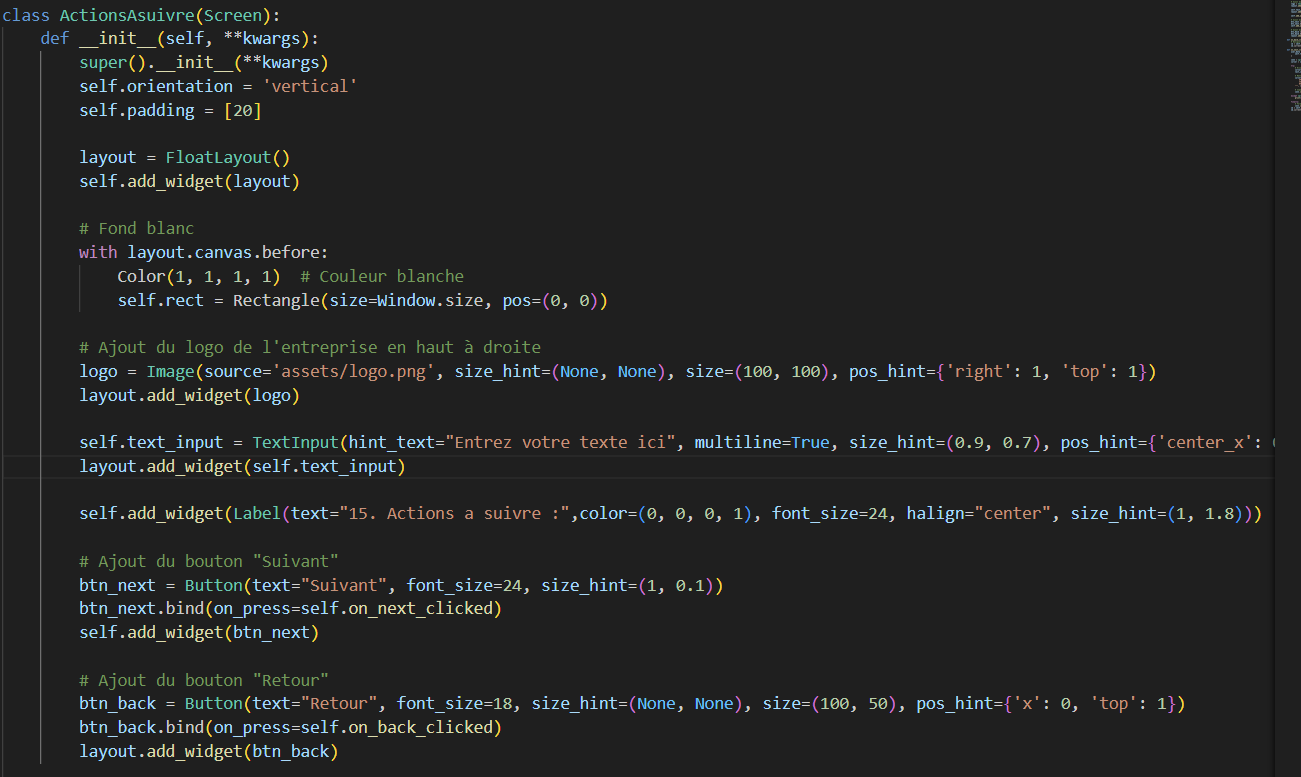 class ActionsAsuivre(Screen):
    def __init__(self, **kwargs):
        super().__init__(**kwargs)
        self.orientation = 'vertical'
        self.padding = [20]

        layout = FloatLayout()
        self.add_widget(layout)

        # Fond blanc
        with layout.canvas.before:
            Color(1, 1, 1, 1)  # Couleur blanche
            self.rect = Rectangle(size=Window.size, pos=(0, 0))

        # Ajout du logo de l'entreprise en haut à droite
        logo = Image(source='assets/logo.png', size_hint=(None, None), size=(100, 100), pos_hint={'right': 1, 'top': 1})
        layout.add_widget(logo)

        self.text_input = TextInput(hint_text="Entrez votre texte ici", multiline=True, size_hint=(0.9, 0.7), pos_hint={'center_x':
        layout.add_widget(self.text_input)

        self.add_widget(Label(text="15. Actions a suivre :",color=(0, 0, 0, 1), font_size=24, halign="center", size_hint=(1, 1.8)))

        # Ajout du bouton "Suivant"
        btn_next = Button(text="Suivant", font_size=24, size_hint=(1, 0.1))
        btn_next.bind(on_press=self.on_next_clicked)
        self.add_widget(btn_next)

        # Ajout du bouton "Retour"
        btn_back = Button(text="Retour", font_size=18, size_hint=(None, None), size=(100, 50), pos_hint={'x': 0, 'top': 1})
        btn_back.bind(on_press=self.on_back_clicked)
        layout.add_widget(btn_back)